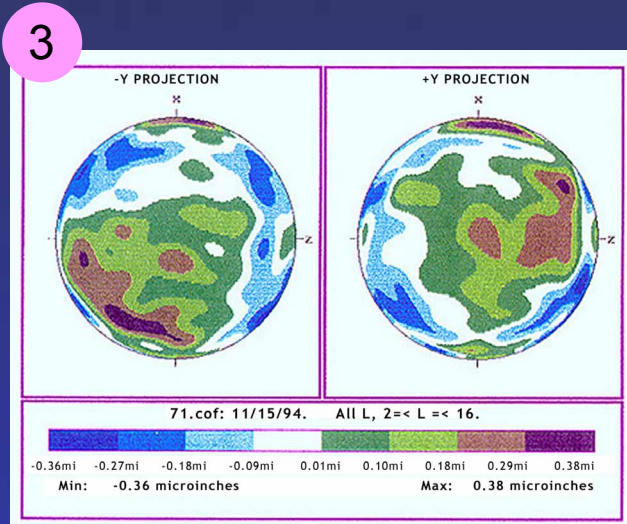 3
-Y PROJECTION
+Y PROJECTION
X
X
Z
Z
71.cof: 11/15/94. All L, 2=< L =< 16.
-0.36mi -0.27mi -0.18mi -0.09mi 0.01mi 0.10mi 0.18mi 0.29mi 0.38mi
Min: -0.36 microinches Max: 0.38 microinches